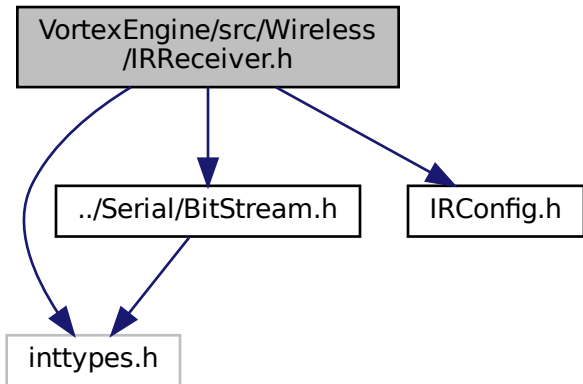 VortexEngine/src/Wireless
/IRReceiver.h
../Serial/BitStream.h
IRConfig.h
inttypes.h